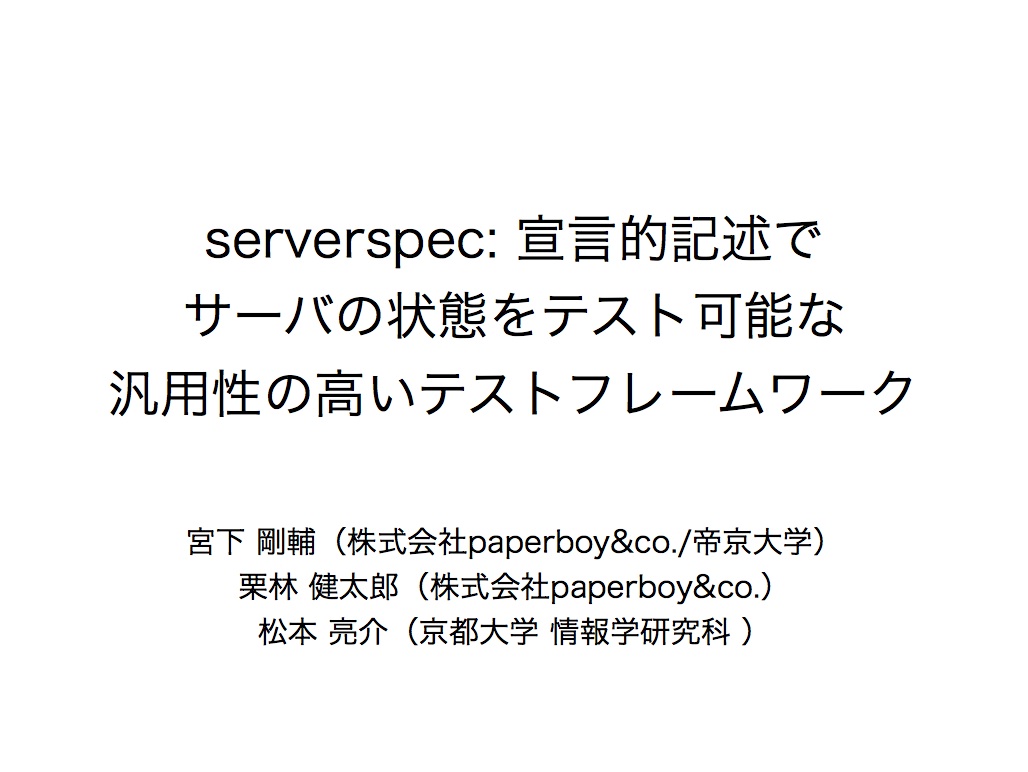 serverspec: 宣言的記述で
サーバの状態をテスト可能な
汎用性の高いテストフレームワーク
宮下 剛輔（株式会社paperboy&co./帝京大学）
栗林 健太郎（株式会社paperboy&co.）
松本 亮介（京都大学 情報学研究科 ）